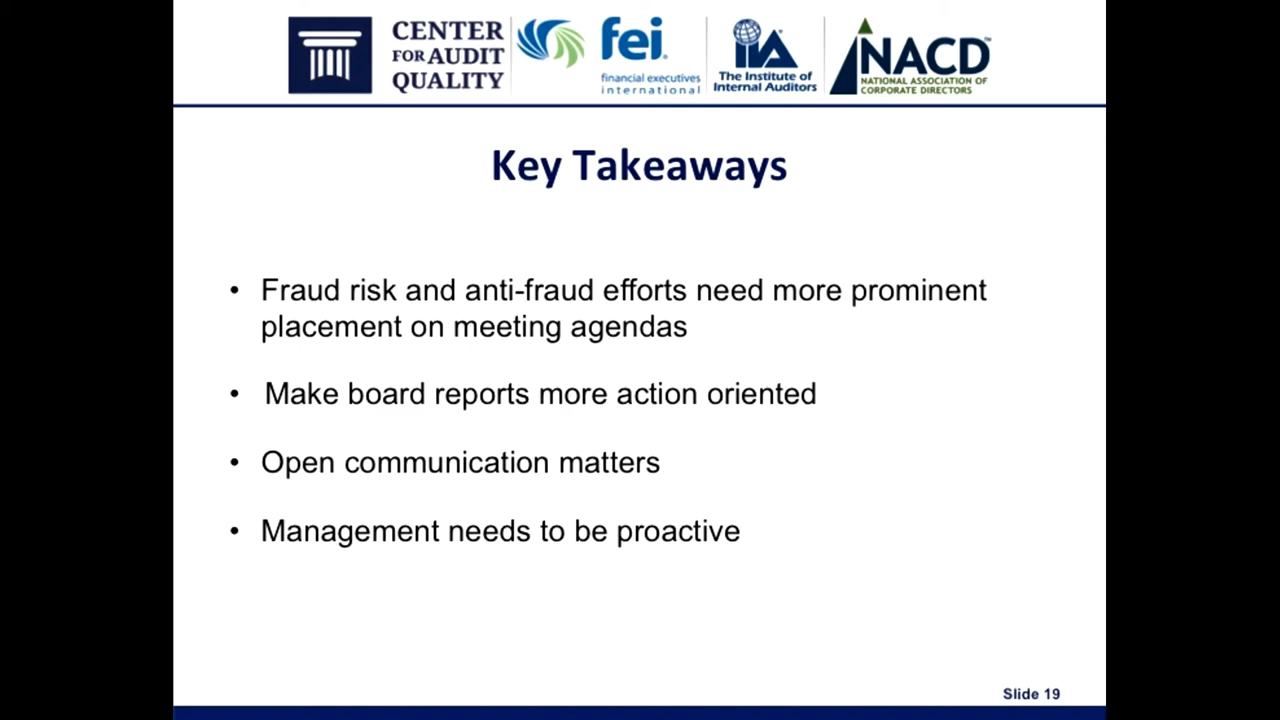 CENTER
FOR AUDIT
QUALITY
fei.
financial executives
international
IIA
The Institute of
Internal Auditors
NACD™
NATIONAL ASSOCIATION OF
CORPORATE DIRECTORS
Key Takeaways
• Fraud risk and anti-fraud efforts need more prominent
placement on meeting agendas
• Make board reports more action oriented
• Open communication matters
• Management needs to be proactive
Slide 19